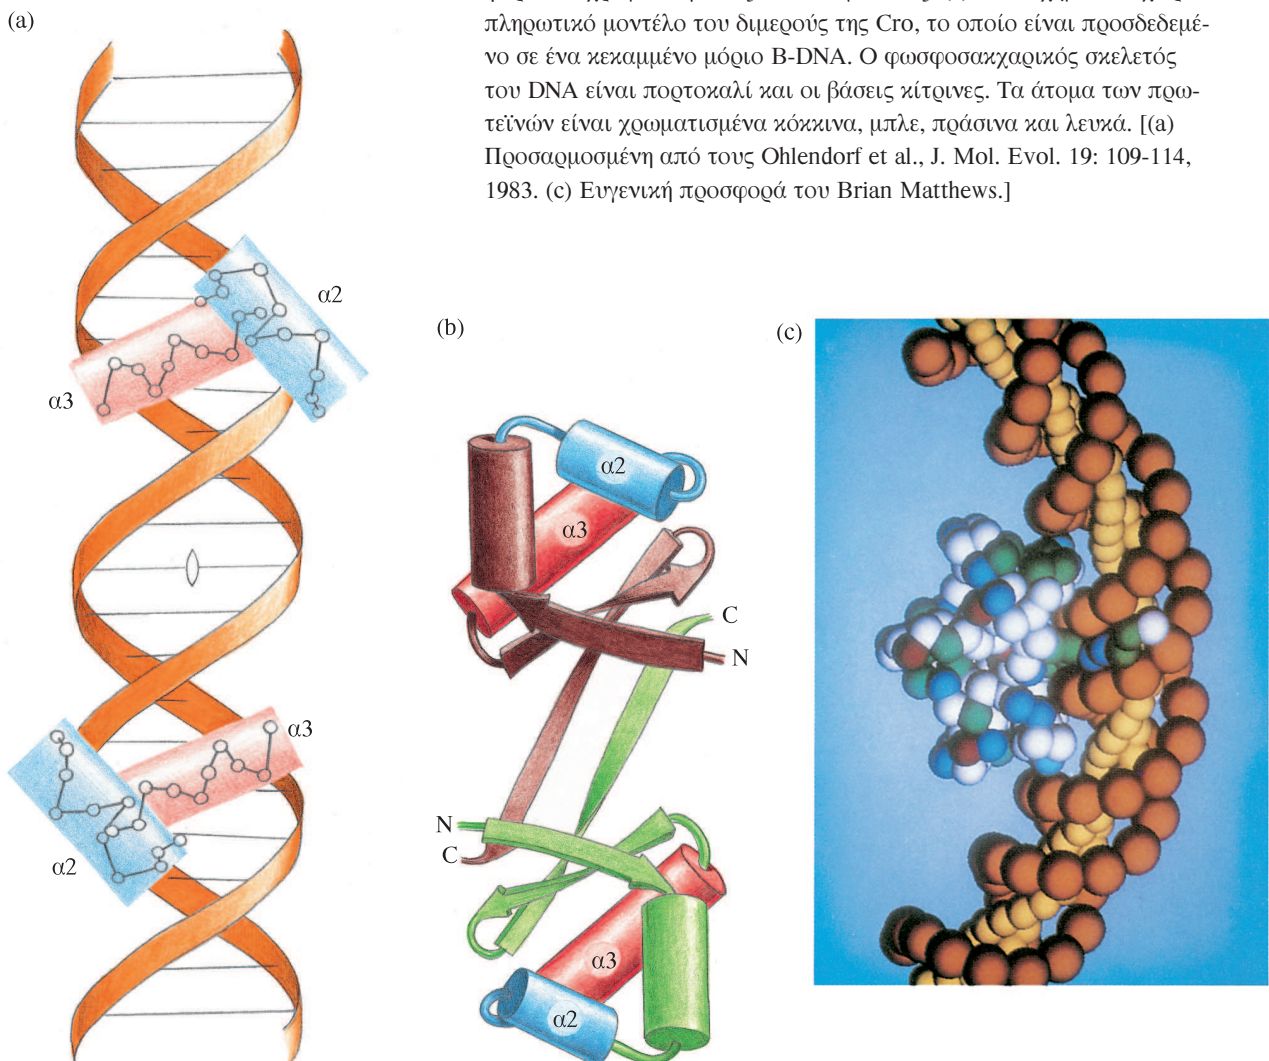 (a)
πληρωτικό μοντέλο του διμερούς της Cro, το οποίο είναι προσδεδεμέ-
νο σε ένα κεκαμμένο μόριο B-DNA. Ο φωσφοσακχαρικός σκελετός
του DNA είναι πορτοκαλί και οι βάσεις κίτρινες. Τα άτομα των πρω-
τεϊνών είναι χρωματισμένα κόκκινα, μπλε, πράσινα και λευκά. [(a)
Προσαρμοσμένη από τους Ohlendorf et al., J. Mol. Evol. 19: 109-114,
1983. (c) Ευγενική προσφορά του Brian Matthews.]
α2
α3
α3
α2
(b)
α2
α3
C
N
N
C
α3
α2
(c)